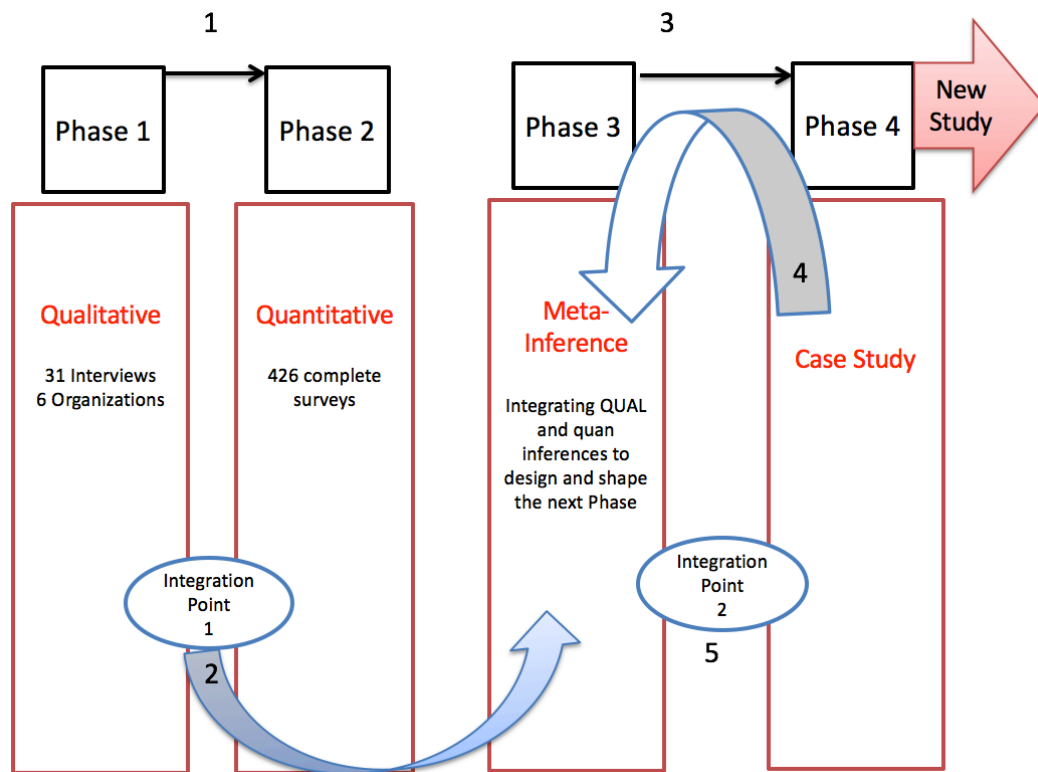 1
3
Phase 1
Phase 2
Phase 3
Phase 4
New
Study
Qualitative
31 Interviews
6 Organizations
Quantitative
426 complete
surveys
Meta-
Inference
Integrating QUAL
and quan
inferences to
design and shape
the next Phase
4
Case Study
Integration
Point
1
2
Integration
Point
2
5